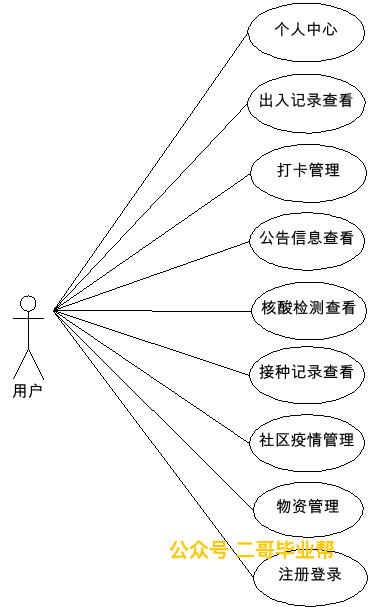 个人中心
出入记录查看
打卡管理
公告信息查看
核酸检测查看
接种记录查看
用户
社区疫情管理
物资管理
公众号 二哥毕业帮
注册登录